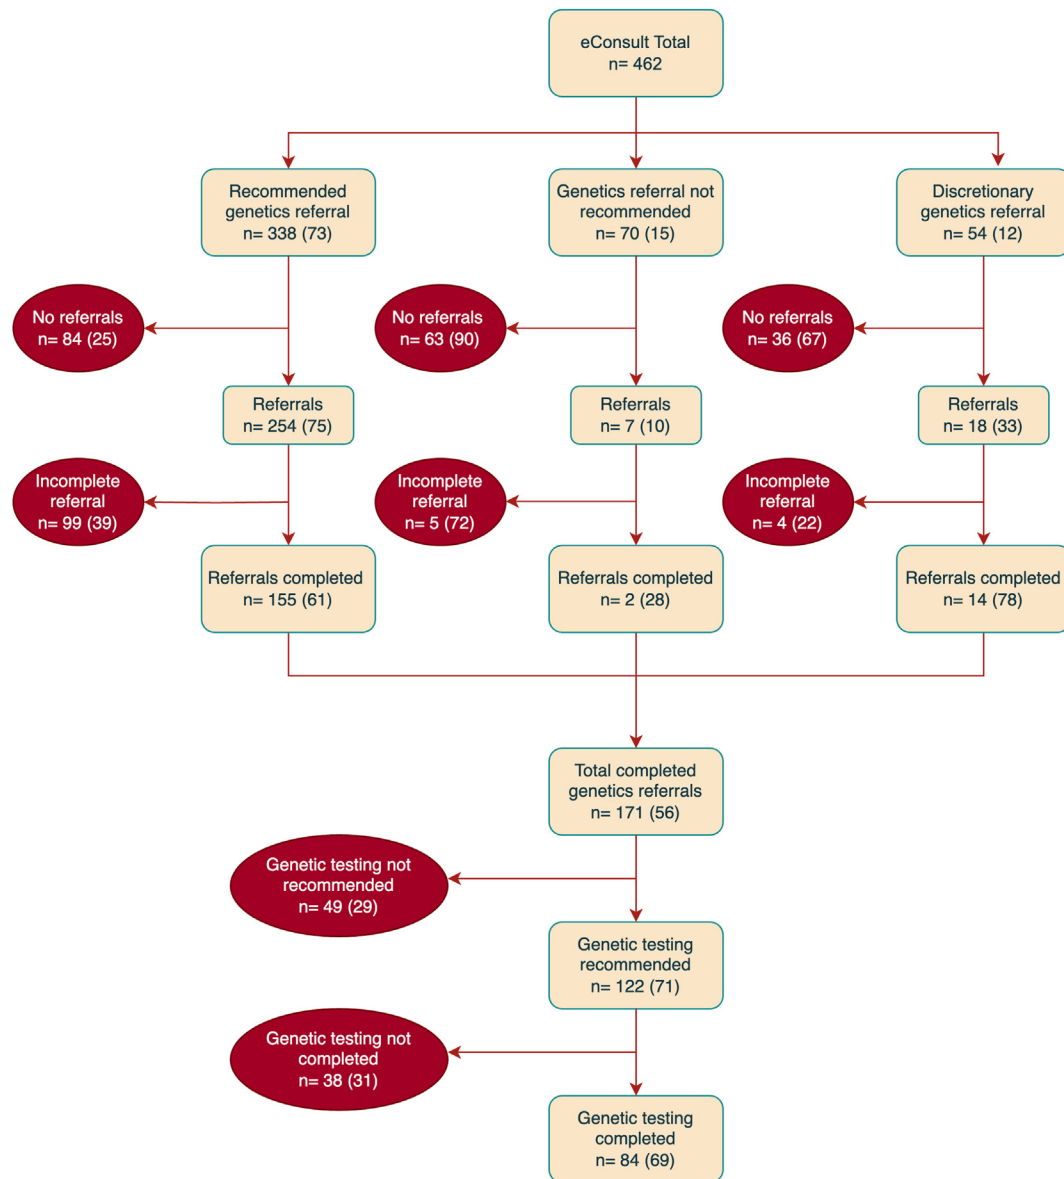 eConsult Total
n= 462
Recommended
genetics referral
n= 338 (73)
Genetics referral not
recommended
n= 70 (15)
Discretionary
genetics referral
n= 54 (12)
No referrals
n= 84 (25)
No referrals
n= 63 (90)
No referrals
n= 36 (67)
Referrals
n= 254 (75)
Referrals
n= 7 (10)
Referrals
n= 18 (33)
Incomplete
referral
n= 99 (39)
Incomplete
referral
n= 5 (72)
Incomplete
referral
n= 4 (22)
Referrals completed
n= 155 (61)
Referrals completed
n= 2 (28)
Referrals completed
n= 14 (78)
Total completed
genetics referrals
n= 171 (56)
Genetic testing not
recommended
n= 49 (29)
Genetic testing
recommended
n= 122 (71)
Genetic testing not
completed
n= 38 (31)
Genetic testing
completed
n= 84 (69)